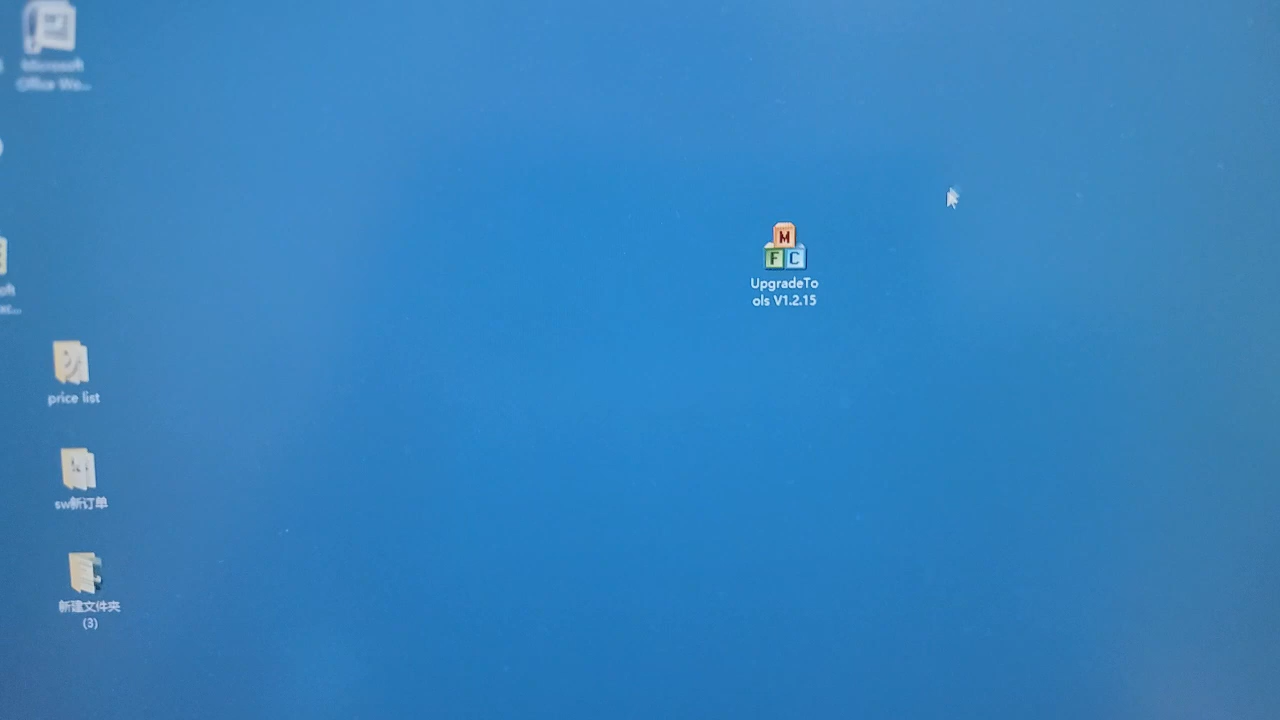 Microsoft
Office Wo...
M
F C
UpgradeTo
ols V1.2.15
price list
sw新订单
新建文件夹
(3)